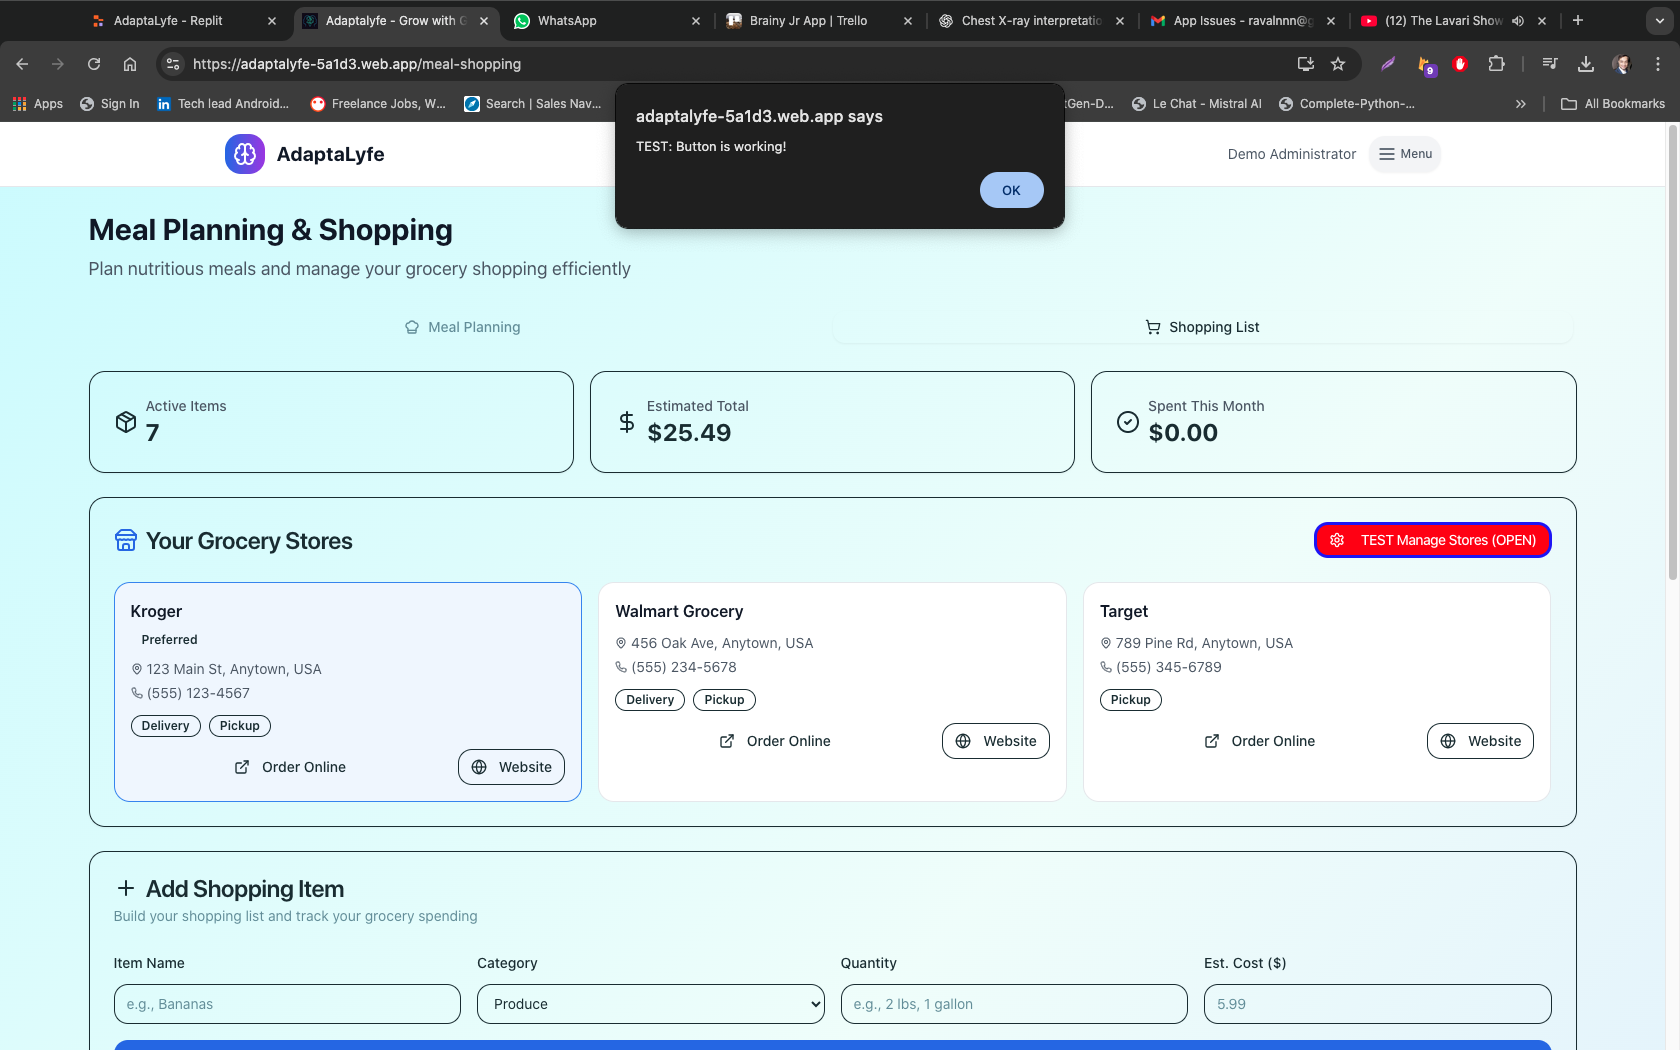 AdaptaLyfe - Replit
Adaptalyfe - Grow with G
WhatsApp
Brainy Jr App | Trello
Chest X-ray interpretatio
App Issues - ravalnnn@g
(12) The Lavari Show
https://adaptalyfe-5a1d3.web.app/meal-shopping
9
Apps
Sign In
Tech lead Android...
Freelance Jobs, W...
Search | Sales Nav...
tGen-D...
Le Chat - Mistral AI
Complete-Python-...
All Bookmarks
adaptalyfe-5a1d3.web.app says
TEST: Button is working!
OK
AdaptaLyfe
Demo Administrator
Menu
Meal Planning & Shopping
Plan nutritious meals and manage your grocery shopping efficiently
Meal Planning
Shopping List
Active Items
7
Estimated Total
$25.49
Spent This Month
$0.00
Your Grocery Stores
TEST Manage Stores (OPEN)
Kroger
Preferred
123 Main St, Anytown, USA
(555) 123-4567
Delivery
Pickup
Order Online
Website
Walmart Grocery
456 Oak Ave, Anytown, USA
(555) 234-5678
Delivery
Pickup
Order Online
Website
Target
789 Pine Rd, Anytown, USA
(555) 345-6789
Pickup
Order Online
Website
Add Shopping Item
Build your shopping list and track your grocery spending
Item Name
e.g., Bananas
Category
Produce
Quantity
e.g., 2 lbs, 1 gallon
Est. Cost ($)
5.99